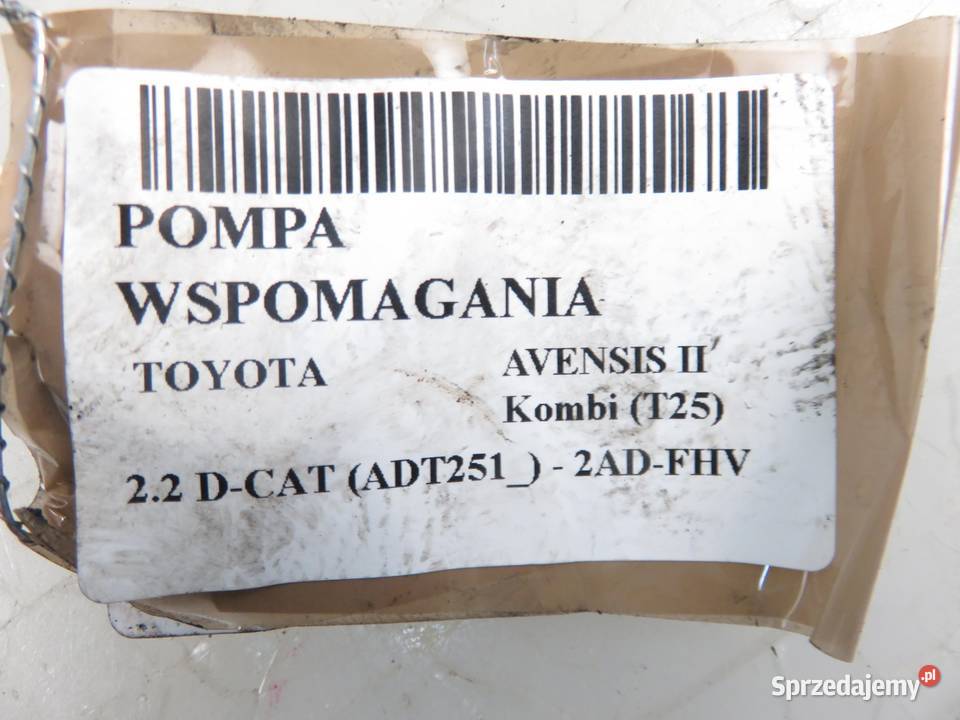 POMPA
WSPOMAGANIA
TOYOTA
AVENSIS II
Kombi (T25)
2.2 D-CAT (ADT251_) - 2AD-FHV
Sprzedajemy.pl